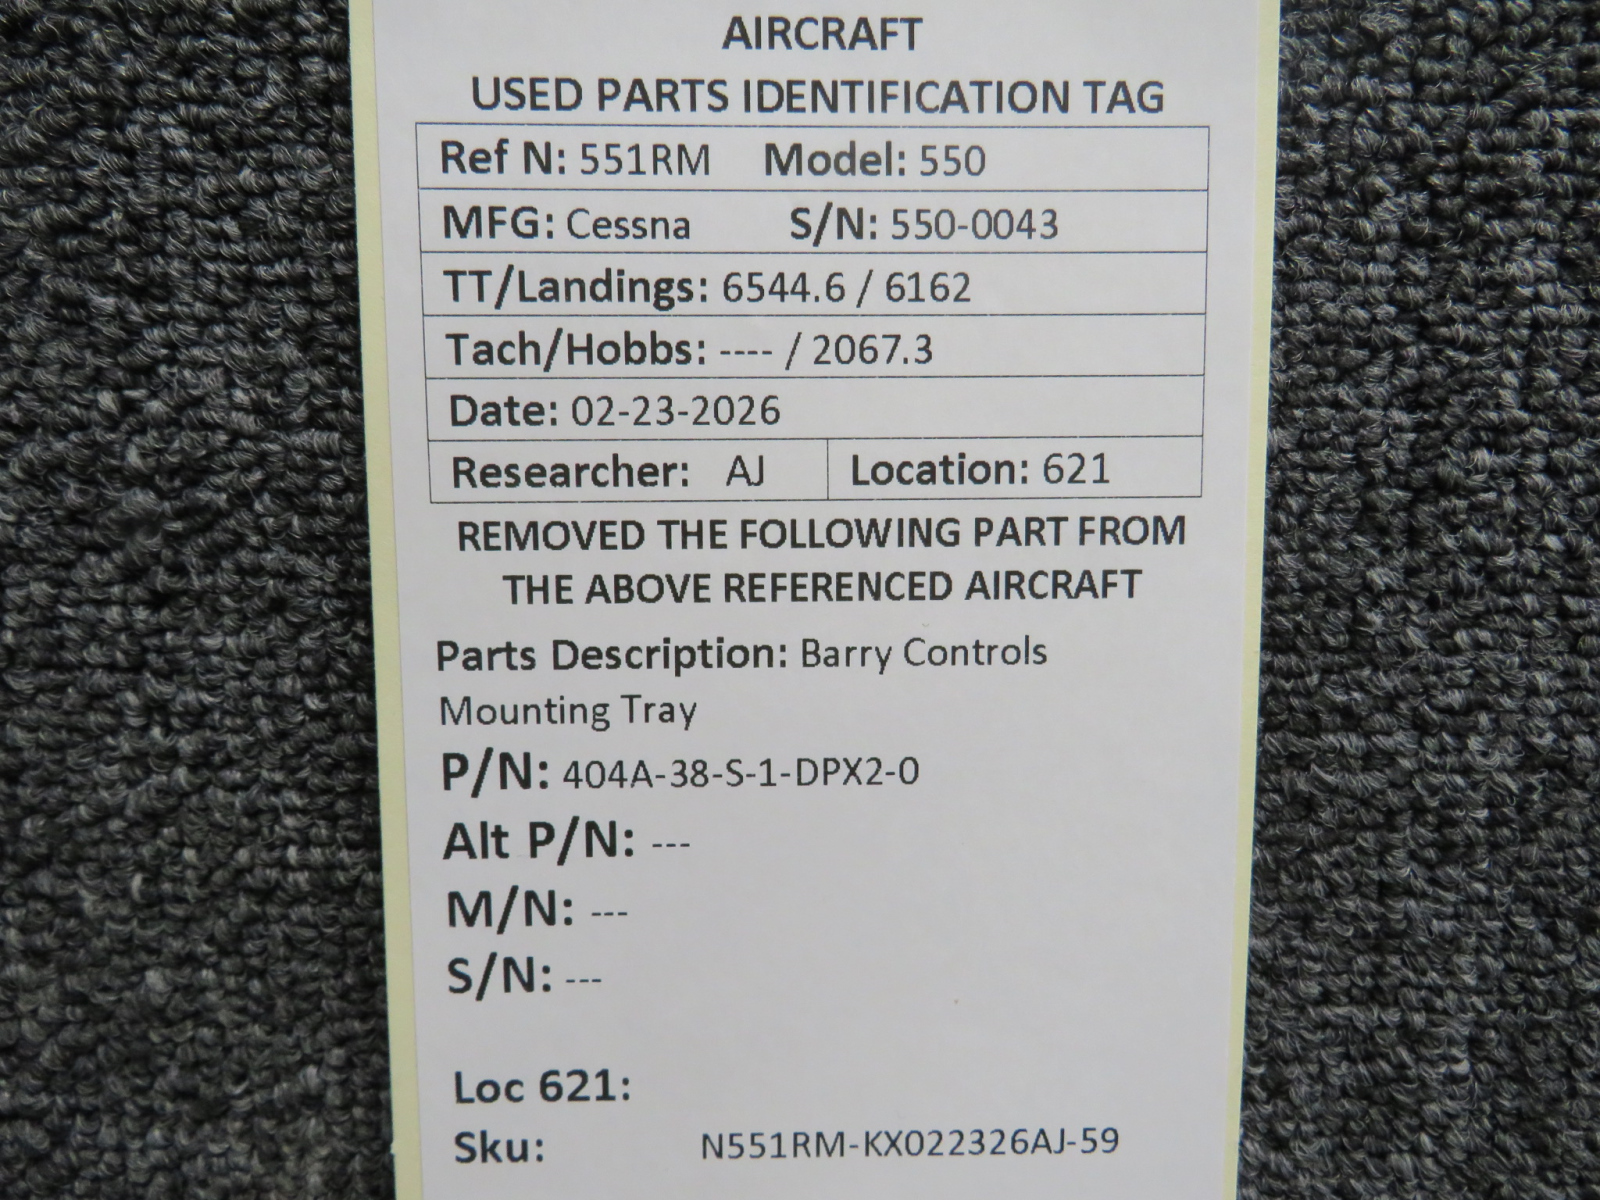 AIRCRAFT
USED PARTS IDENTIFICATION TAG
Ref N: 551RM Model: 550
MFG: Cessna S/N: 550-0043
TT/Landings: 6544.6 / 6162
Tach/Hobbs: ---- / 2067.3
Date: 02-23-2026
Researcher: AJ Location: 621
REMOVED THE FOLLOWING PART FROM
THE ABOVE REFERENCED AIRCRAFT
Parts Description: Barry Controls
Mounting Tray
P/N: 404A-38-S-1-DPX2-0
Alt P/N: ---
M/N: ---
S/N: ---
Loc 621:
Sku: N551RM-KX022326AJ-59